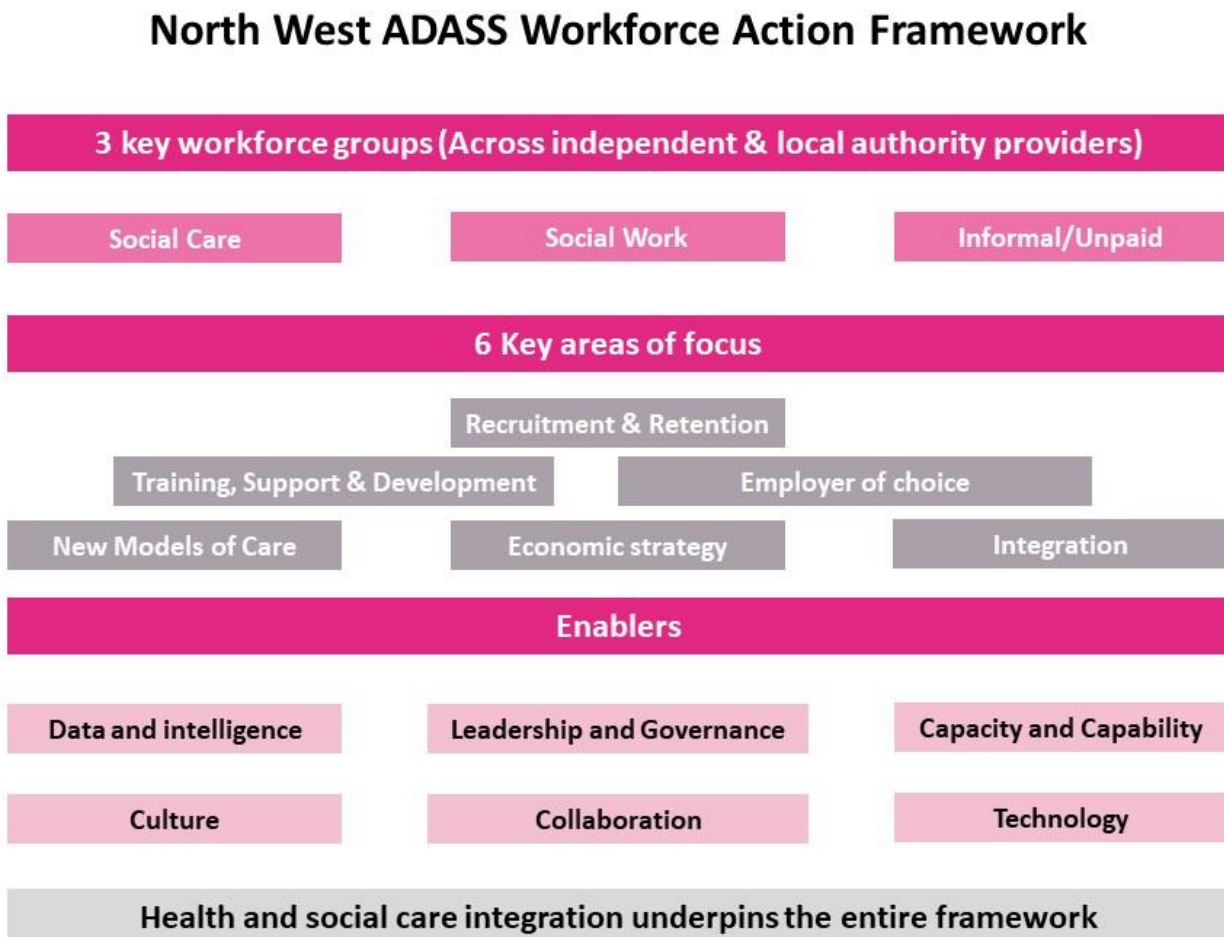 North West ADASS Workforce Action Framework
3 key workforce groups (Across independent & local authority providers)
Social Care
Social Work
Informal/Unpaid
6 Key areas of focus
Recruitment & Retention
Training, Support & Development
Employer of choice
New Models of Care
Economic strategy
Integration
Enablers
Data and intelligence
Leadership and Governance
Capacity and Capability
Culture
Collaboration
Technology
Health and social care integration underpins the entire framework